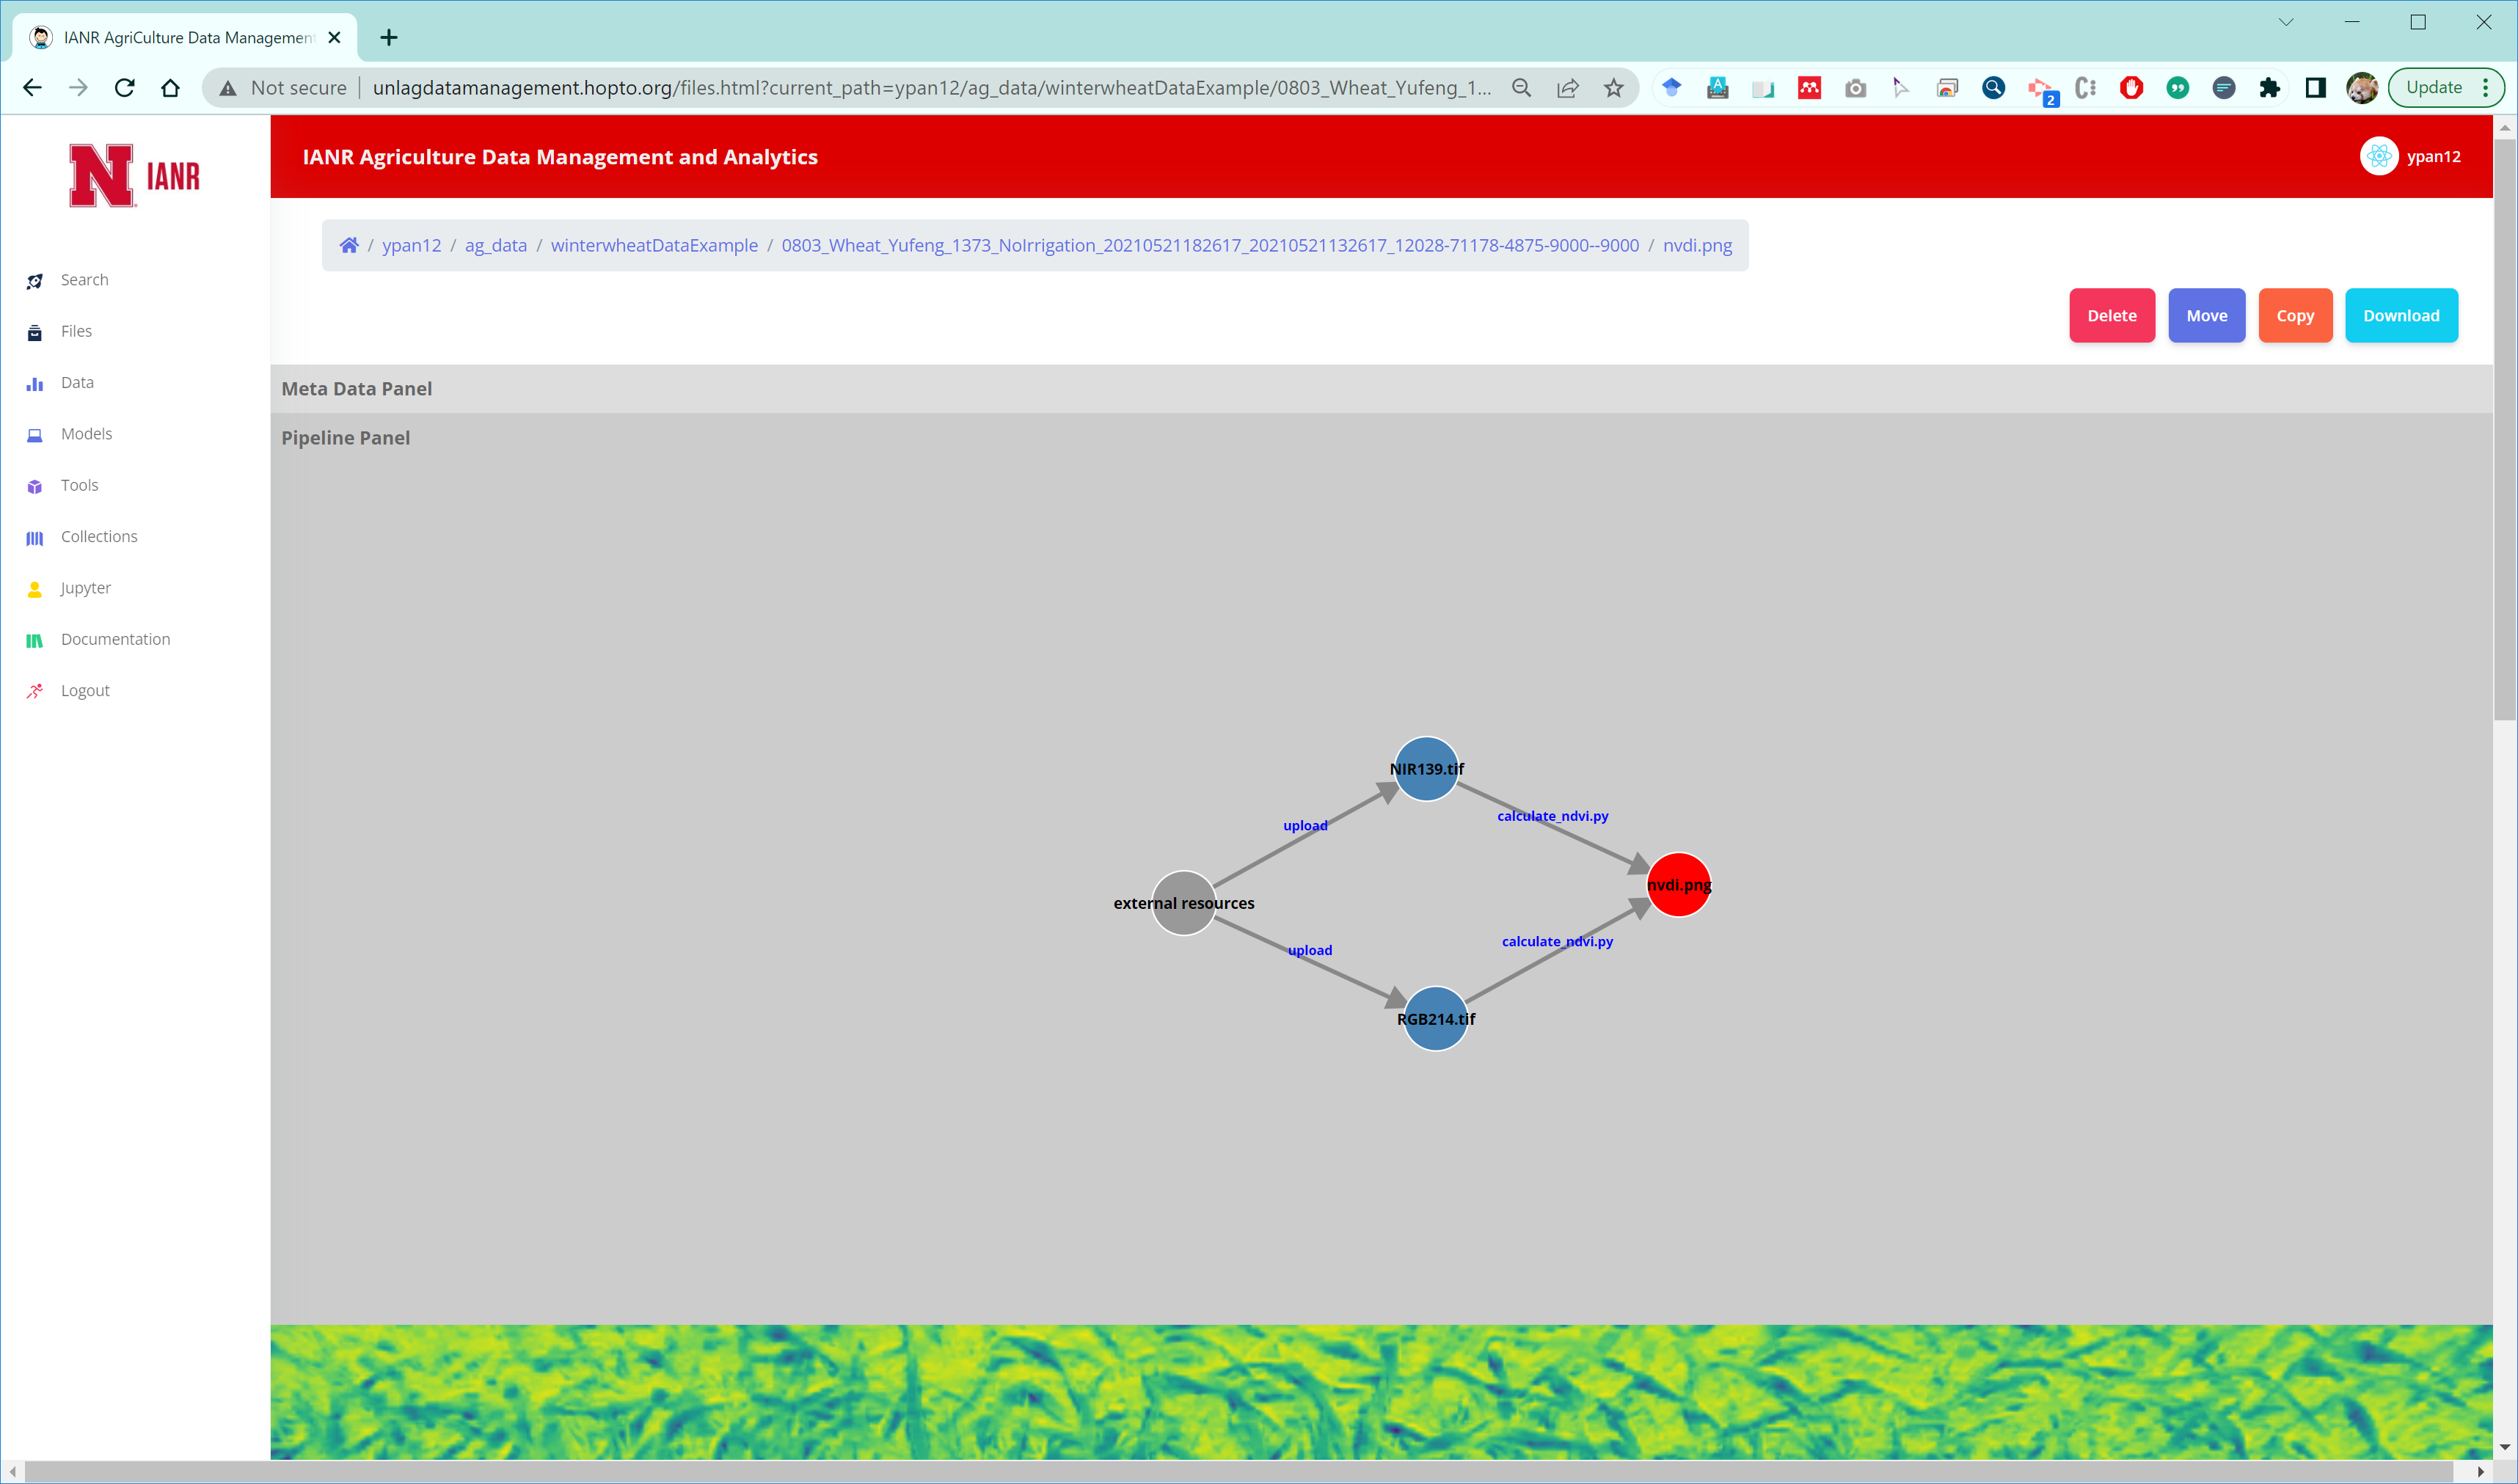 IANR AgriCulture Data Managemen
Not secure
unlagdatamanagement.hopto.org/files.html?current_path=ypan12/ag_data/winterwheatDataExample/0803_Wheat_Yufeng_1...
2
Update
N IANR
IANR Agriculture Data Management and Analytics
ypan12
/ ypan12 / ag_data / winterwheatDataExample / 0803_Wheat_Yufeng_1373_NoIrrigation_20210521182617_20210521132617_12028-71178-4875-9000--9000 / nvdi.png
Delete
Move
Copy
Download
Search
Files
Data
Models
Tools
Collections
Jupyter
Documentation
Logout
Meta Data Panel
Pipeline Panel
NIR139.tif
calculate_ndvi.py
upload
nvdi.png
external resources
calculate_ndvi.py
upload
RGB214.tif